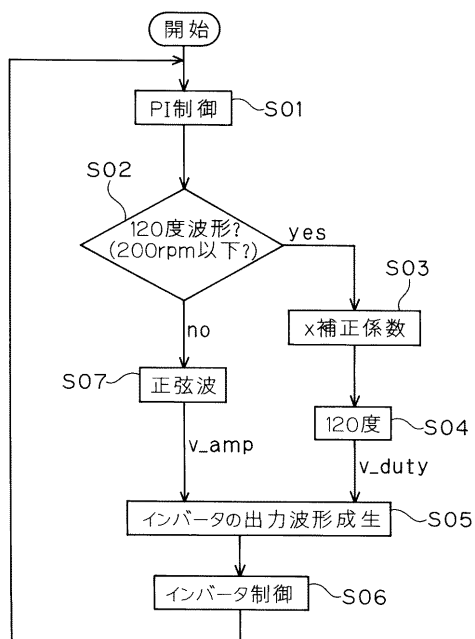 開始
PI制御
S01
S02
120度波形?
(200rpm以下?)
yes
S03
x補正係数
no
S07
正弦波
120度
S04
v_amp
v_duty
インバータの出力波形成生
S05
インバータ制御
S06